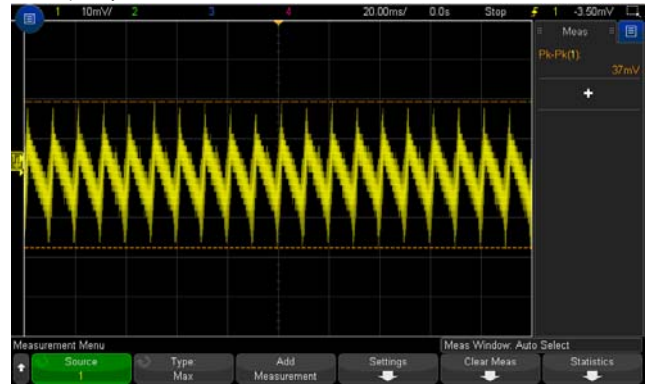 1 10mV/ 2 3 4 20.00ms/ 0.0s Stop 1 -3.50mV
Meas
Pk-Pk(1):
37mV
Measurement Menu
Meas Window: Auto Select
Source
1
Type:
Max
Add
Measurement
Settings
Clear Meas
Statistics